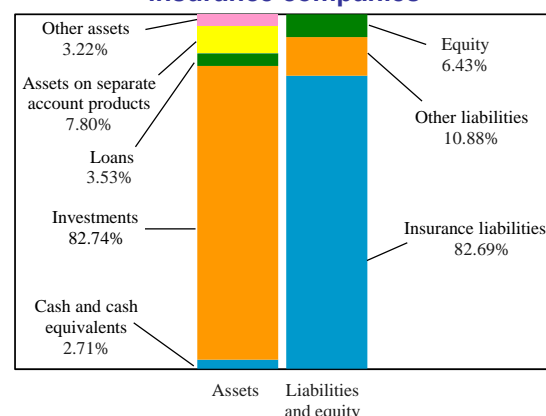 insurance companies
Other assets
3.22%
Assets on separate
account products
7.80%
Loans
3.53%
Investments
82.74%
Cash and cash
equivalents
2.71%
Equity
6.43%
Other liabilities
10.88%
Insurance liabilities
82.69%
Assets
Liabilities
and equity